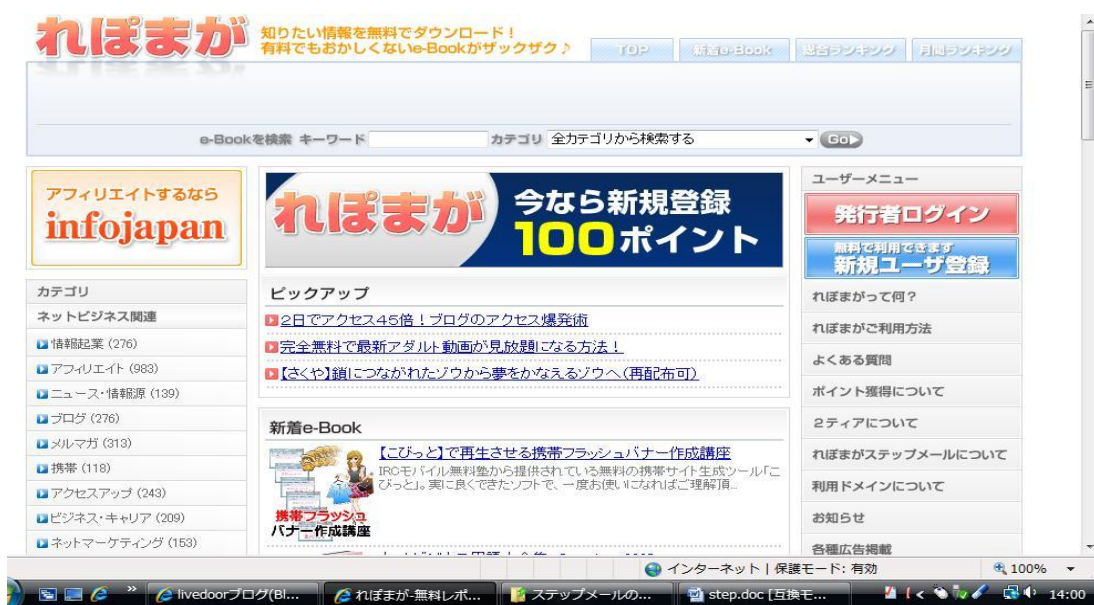 れぽまが
知りたい情報を無料でダウンロード！
有料でもおかしくないe-Bookがザックザク♪
TOP
新着e-Book
総合ランキング
月間ランキング
e-Bookを検索 キーワード
カテゴリ
全カテゴリから検索する
Go
アフィリエイトするなら
infojapan
カテゴリ
ネットビジネス関連
情報起業 (276)
アフィリエイト (983)
ニュース・情報源 (139)
ブログ (276)
メルマガ (313)
携帯 (118)
アクセスアップ (243)
ビジネス・キャリア (209)
ネットマーケティング (153)
れぽまが
今なら新規登録
100ポイント
ピックアップ
2日でアクセス45倍！ブログのアクセス爆発術
完全無料で最新アダルト動画が見放題になる方法！
【さくや】鎖につながれたゾウから夢をかなえるゾウへ(再配布可)
新着e-Book
【こびっと】で再生させる携帯フラッシュバナー作成講座
IRCモバイル無料塾から提供されている無料の携帯サイト生成ツール「こ
びっと」。実に良くできたソフトで、一度お使いになればご理解頂...
携帯フラッシュ
バナー作成講座
ユーザーメニュー
発行者ログイン
無料で利用できます
新規ユーザ登録
れぽまがって何？
れぽまがご利用方法
よくある質問
ポイント獲得について
2ティアについて
れぽまがステップメールについて
利用ドメインについて
お知らせ
各種広告掲載
インターネット | 保護モード: 有効
100%
livedoorブログ(Bl...
れぽまが-無料レポ...
ステップメールの...
step.doc [互換モ...
14:00